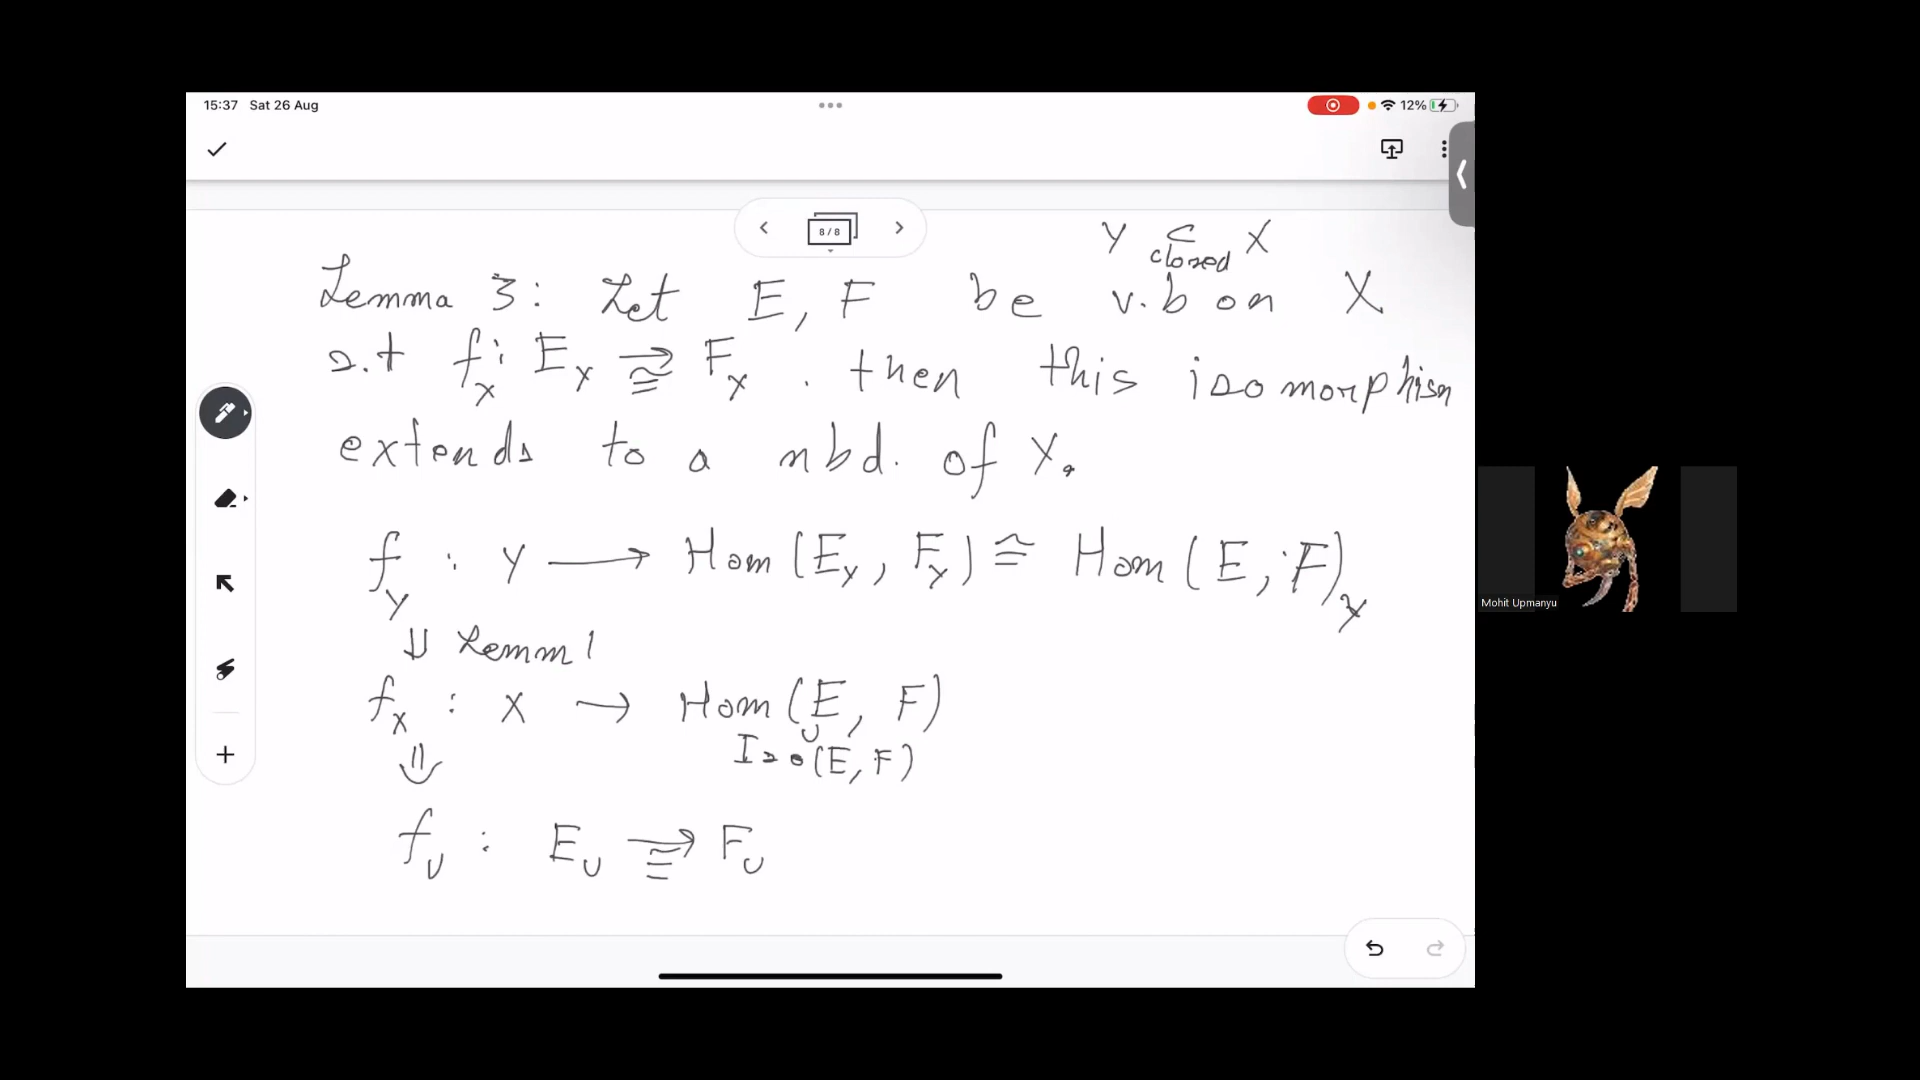 15:37 Sat 26 Aug
12%
8 / 8
Y ⊂ X
closed
Lemma 3: Let E, F be v.b on X
s.t f_Y: E_Y ⥲ F_Y . then this isomorphism
extends to a nbd. of Y.
f_Y : Y ⟶ Hom (E_Y, F_Y) ≅ Hom (E, F)_Y
⇓ Lemm 1
f_X : X → Hom (E, F)
∪
⇓ Iso (E, F)
f_U : E_U ⥲ F_U
Mohit Upmanyu